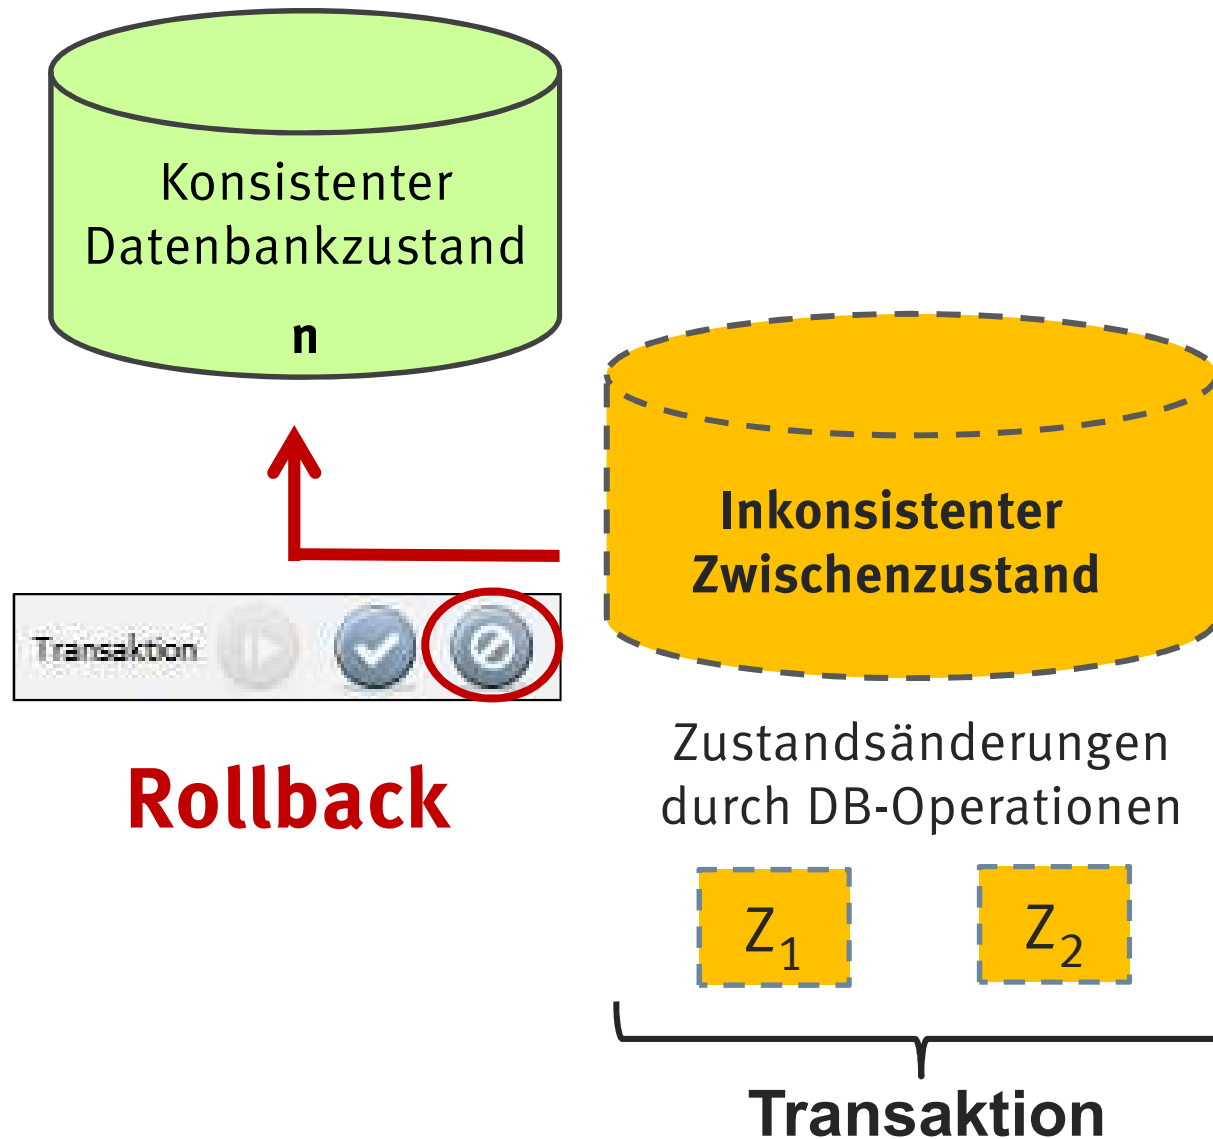 Konsistenter
Datenbankzustand
n
Inkonsistenter
Zwischenzustand
Transaktion
Rollback
Zustandsänderungen
durch DB-Operationen
Z1
Z2
Transaktion